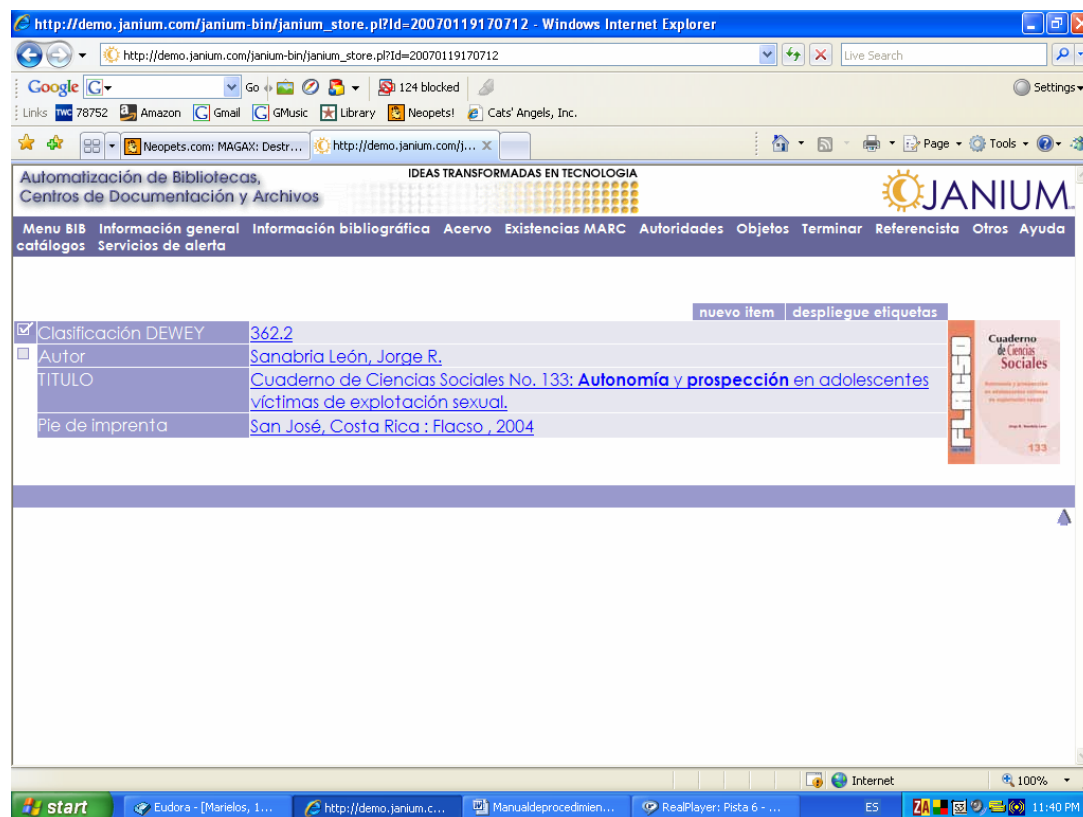 http://demo.janium.com/janium-bin/janium_store.pl?Id=20070119170712 - Windows Internet Explorer
http://demo.janium.com/janium-bin/janium_store.pl?Id=20070119170712
Live Search
Google G Go 124 blocked Settings
Links TWC 78752 Amazon Gmail GMusic Library Neopets! Cats' Angels, Inc.
Neopets.com: MAGAX: Destr... http://demo.janium.com/j... X Page Tools
Automatización de Bibliotecas,
Centros de Documentación y Archivos
IDEAS TRANSFORMADAS EN TECNOLOGIA
JANIUM
Menu BIB Información general Información bibliográfica Acervo Existencias MARC Autoridades Objetos Terminar Referencista Otros Ayuda
catálogos Servicios de alerta
nuevo item despliegue etiquetas
Clasificación DEWEY 362.2
Autor Sanabria León, Jorge R.
TITULO Cuaderno de Ciencias Sociales No. 133: Autonomía y prospección en adolescentes
víctimas de explotación sexual.
Pie de imprenta San José, Costa Rica : Flacso , 2004
FLACSO
Cuaderno
de Ciencias
Sociales
133
Internet 100%
start Eudora - [Marielos, 1... http://demo.janium.c... Manualdeprocedimien... RealPlayer: Pista 6 - ... ES ZA 11:40 PM